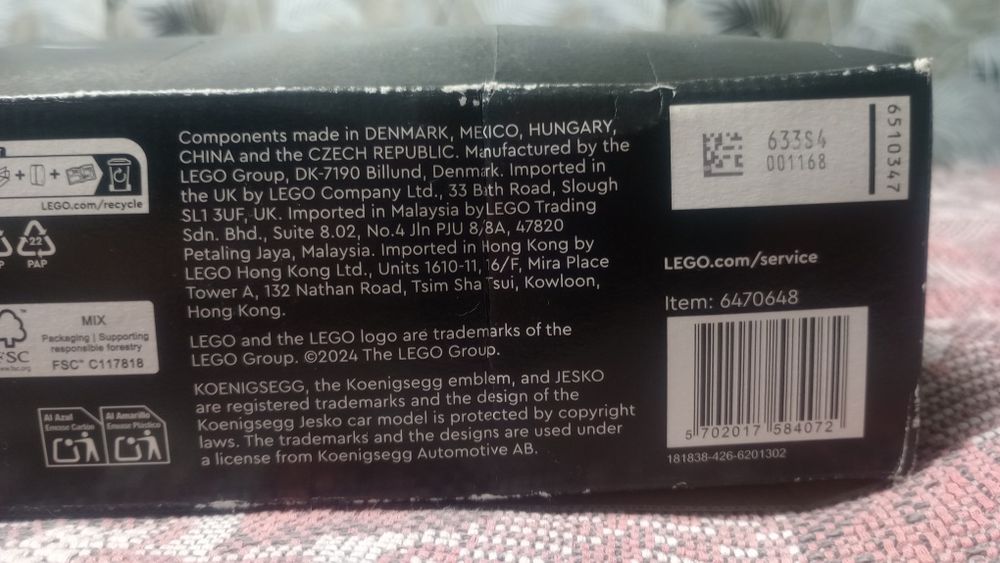 LEGO.com/recycle
22
PAP
MIX
Packaging | Supporting
responsible forestry
FSC™ C117818
FSC
Al Azul
Envase Cartón
Al Amarillo
Envase Plástico
Components made in DENMARK, MEXICO, HUNGARY,
CHINA and the CZECH REPUBLIC. Manufactured by the
LEGO Group, DK-7190 Billund, Denmark. Imported in
the UK by LEGO Company Ltd., 33 Bath Road, Slough
SL1 3UF, UK. Imported in Malaysia by LEGO Trading
Sdn. Bhd., Suite 8.02, No.4 Jln PJU 8/8A, 47820
Petaling Jaya, Malaysia. Imported in Hong Kong by
LEGO Hong Kong Ltd., Units 1610-11, 16/F, Mira Place
Tower A, 132 Nathan Road, Tsim Sha Tsui, Kowloon,
Hong Kong.
LEGO and the LEGO logo are trademarks of the
LEGO Group. ©2024 The LEGO Group.
KOENIGSEGG, the Koenigsegg emblem, and JESKO
are registered trademarks and the design of the
Koenigsegg Jesko car model is protected by copyright
laws. The trademarks and the designs are used under
a license from Koenigsegg Automotive AB.
633S4
001168
6510347
LEGO.com/service
Item: 6470648
5 702017 584072
181838-426-6201302